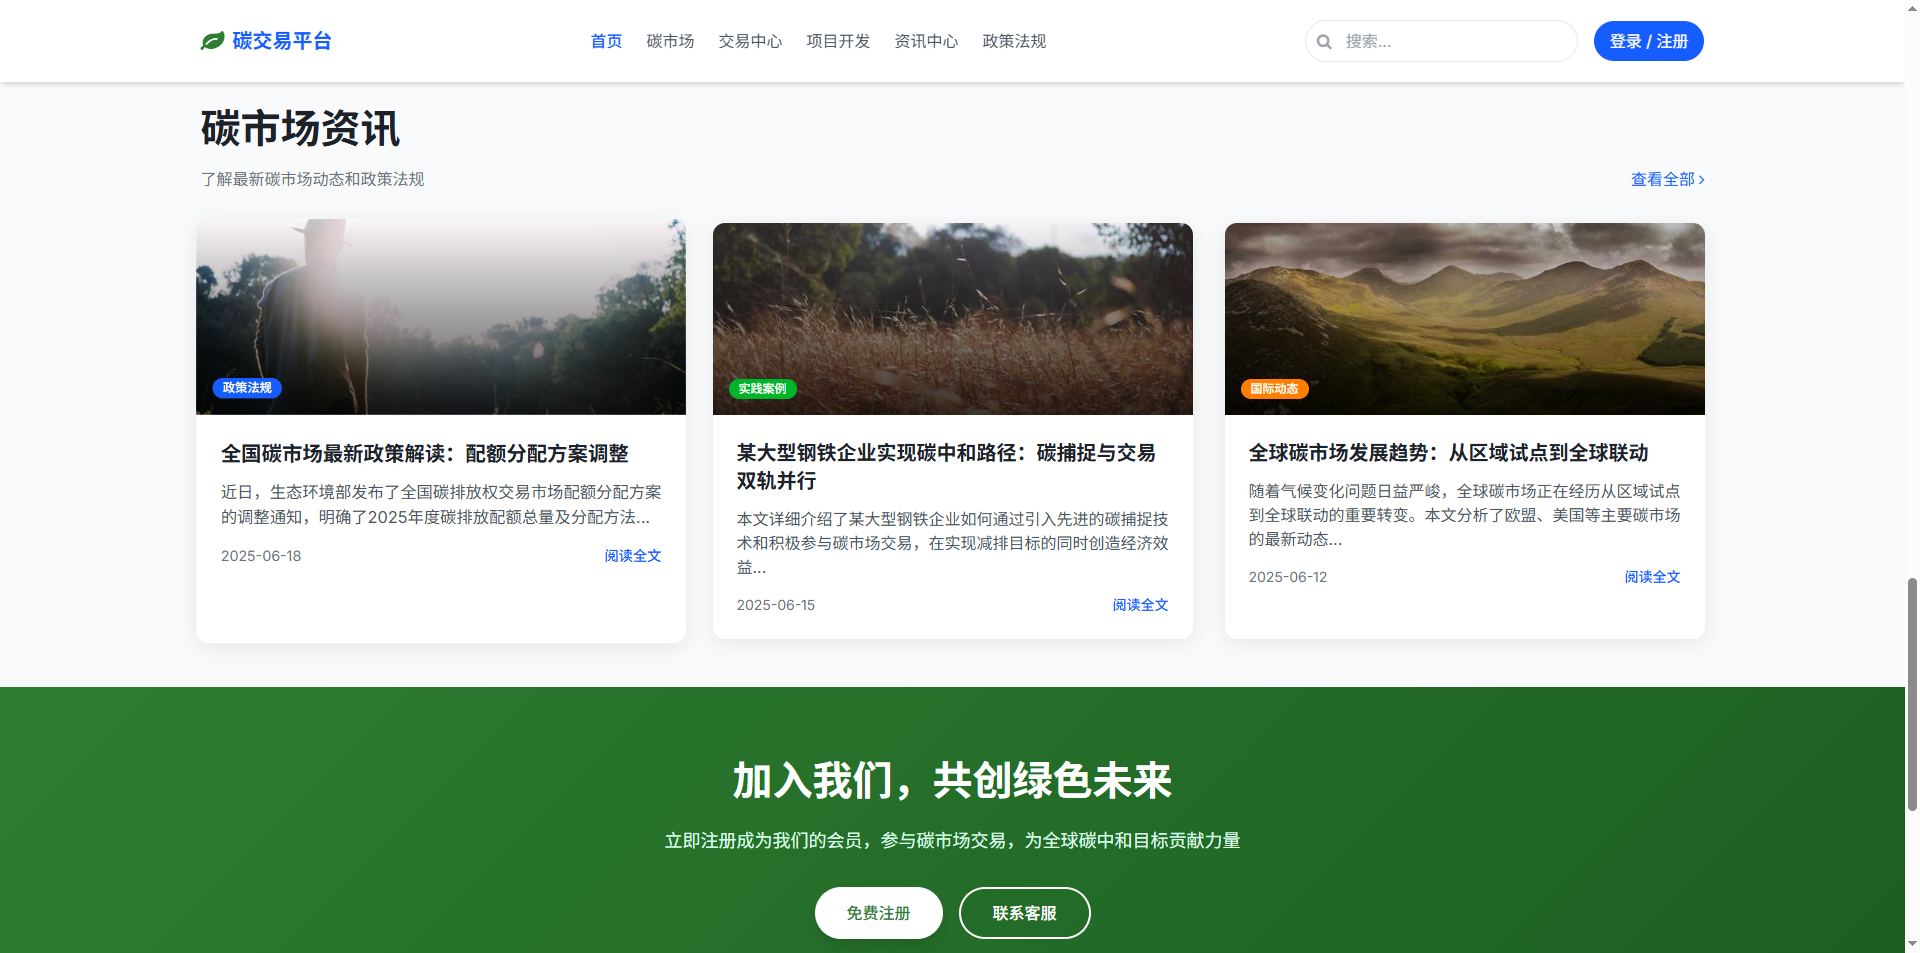 碳交易平台
首页
碳市场
交易中心
项目开发
资讯中心
政策法规
搜索...
登录 / 注册
碳市场资讯
了解最新碳市场动态和政策法规
查看全部
政策法规
全国碳市场最新政策解读：配额分配方案调整
近日，生态环境部发布了全国碳排放权交易市场配额分配方案
的调整通知，明确了2025年度碳排放配额总量及分配方法...
2025-06-18
阅读全文
实践案例
某大型钢铁企业实现碳中和路径：碳捕捉与交易
双轨并行
本文详细介绍了某大型钢铁企业如何通过引入先进的碳捕捉技
术和积极参与碳市场交易，在实现减排目标的同时创造经济效
益...
2025-06-15
阅读全文
国际动态
全球碳市场发展趋势：从区域试点到全球联动
随着气候变化问题日益严峻，全球碳市场正在经历从区域试点
到全球联动的重要转变。本文分析了欧盟、美国等主要碳市场
的最新动态...
2025-06-12
阅读全文
加入我们，共创绿色未来
立即注册成为我们的会员，参与碳市场交易，为全球碳中和目标贡献力量
免费注册
联系客服